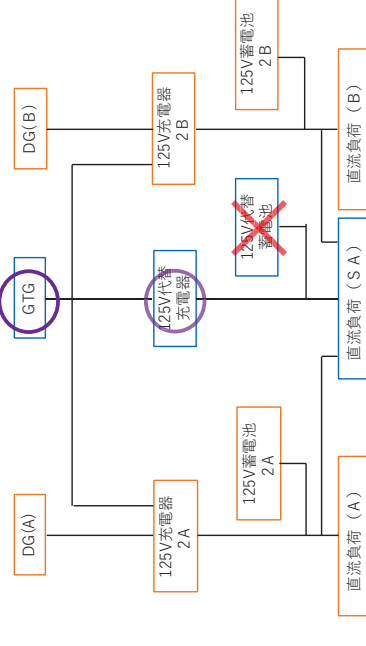 DG(A)
GTG
DG(B)
125V充電器
2A
125V代替
充電器
125V充電器
2B
125V蓄電池
2A
125V代替
蓄電池
125V蓄電池
2B
直流負荷(A)
直流負荷(SA)
直流負荷(B)